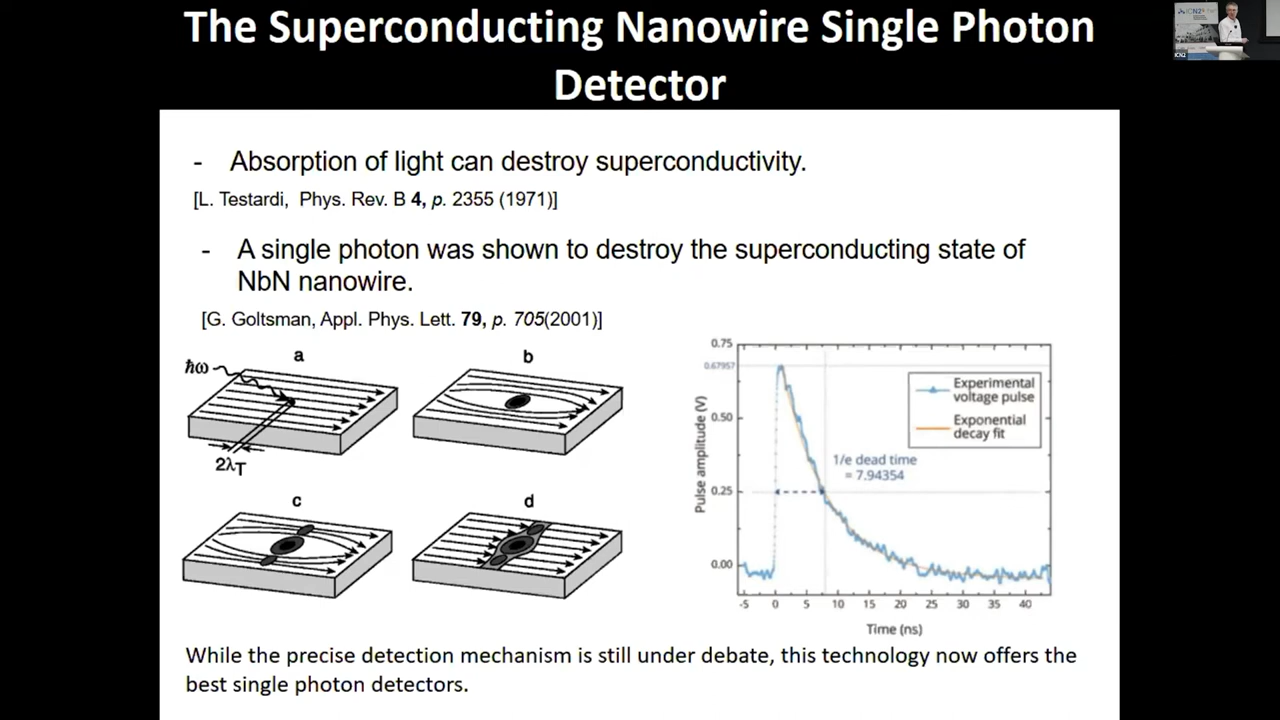 The Superconducting Nanowire Single Photon
Detector
- Absorption of light can destroy superconductivity.
[L. Testardi, Phys. Rev. B 4, p. 2355 (1971)]
- A single photon was shown to destroy the superconducting state of
NbN nanowire.
[G. Goltsman, Appl. Phys. Lett. 79, p. 705(2001)]
a
b
ħω
2λT
c
d
0.75
0.67957
0.50
0.25
0.00
Pulse amplitude (V)
Experimental
voltage pulse
Exponential
decay fit
1/e dead time
= 7.94354
-5 0 5 10 15 20 25 30 35 40
Time (ns)
While the precise detection mechanism is still under debate, this technology now offers the
best single photon detectors.
ICN2
ICN2